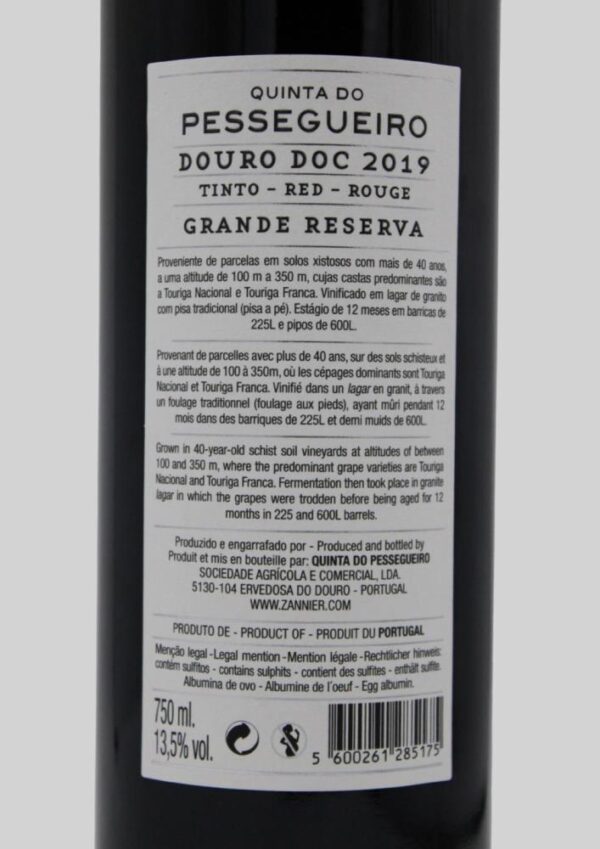 QUINTA DO
PESSEGUEIRO
DOURO DOC 2019
TINTO - RED - ROUGE
GRANDE RESERVA
Proveniente de parcelas em solos xistosos com mais de 40 anos,
a uma altitude de 100 m a 350 m, cujas castas predominantes são
a Touriga Nacional e Touriga Franca. Vinificado em lagar de granito
com pisa tradicional (pisa a pé). Estágio de 12 meses em barricas de
225L e pipos de 600L.
Provenant de parcelles avec plus de 40 ans, sur des sols schisteux et
à une altitude de 100 à 350m, où les cépages dominants sont Touriga
Nacional et Touriga Franca. Vinifié dans un lagar en granit, à travers
un foulage traditionnel (foulage aux pieds), ayant mûri pendant 12
mois dans des barriques de 225L et demi muids de 600L.
Grown in 40-year-old schist soil vineyards at altitudes of between
100 and 350 m, where the predominant grape varieties are Touriga
Nacional and Touriga Franca. Fermentation then took place in granite
lagar in which the grapes were trodden before being aged for 12
months in 225 and 600L barrels.
Produzido e engarrafado por - Produced and bottled by
Produit et mis en bouteille par: QUINTA DO PESSEGUEIRO
SOCIEDADE AGRÍCOLA E COMERCIAL, LDA.
5130-104 ERVEDOSA DO DOURO - PORTUGAL
WWW.ZANNIER.COM
PRODUTO DE - PRODUCT OF - PRODUIT DU PORTUGAL
Menção legal -Legal mention -Mention légale -Rechtlicher hinweis:
contém sulfitos - contains sulphits - contient des sulfites - enthält sulfite.
Albumina de ovo - Albumine de l'oeuf - Egg albumin.
750 ml.
13,5% vol.
5 600261 285175